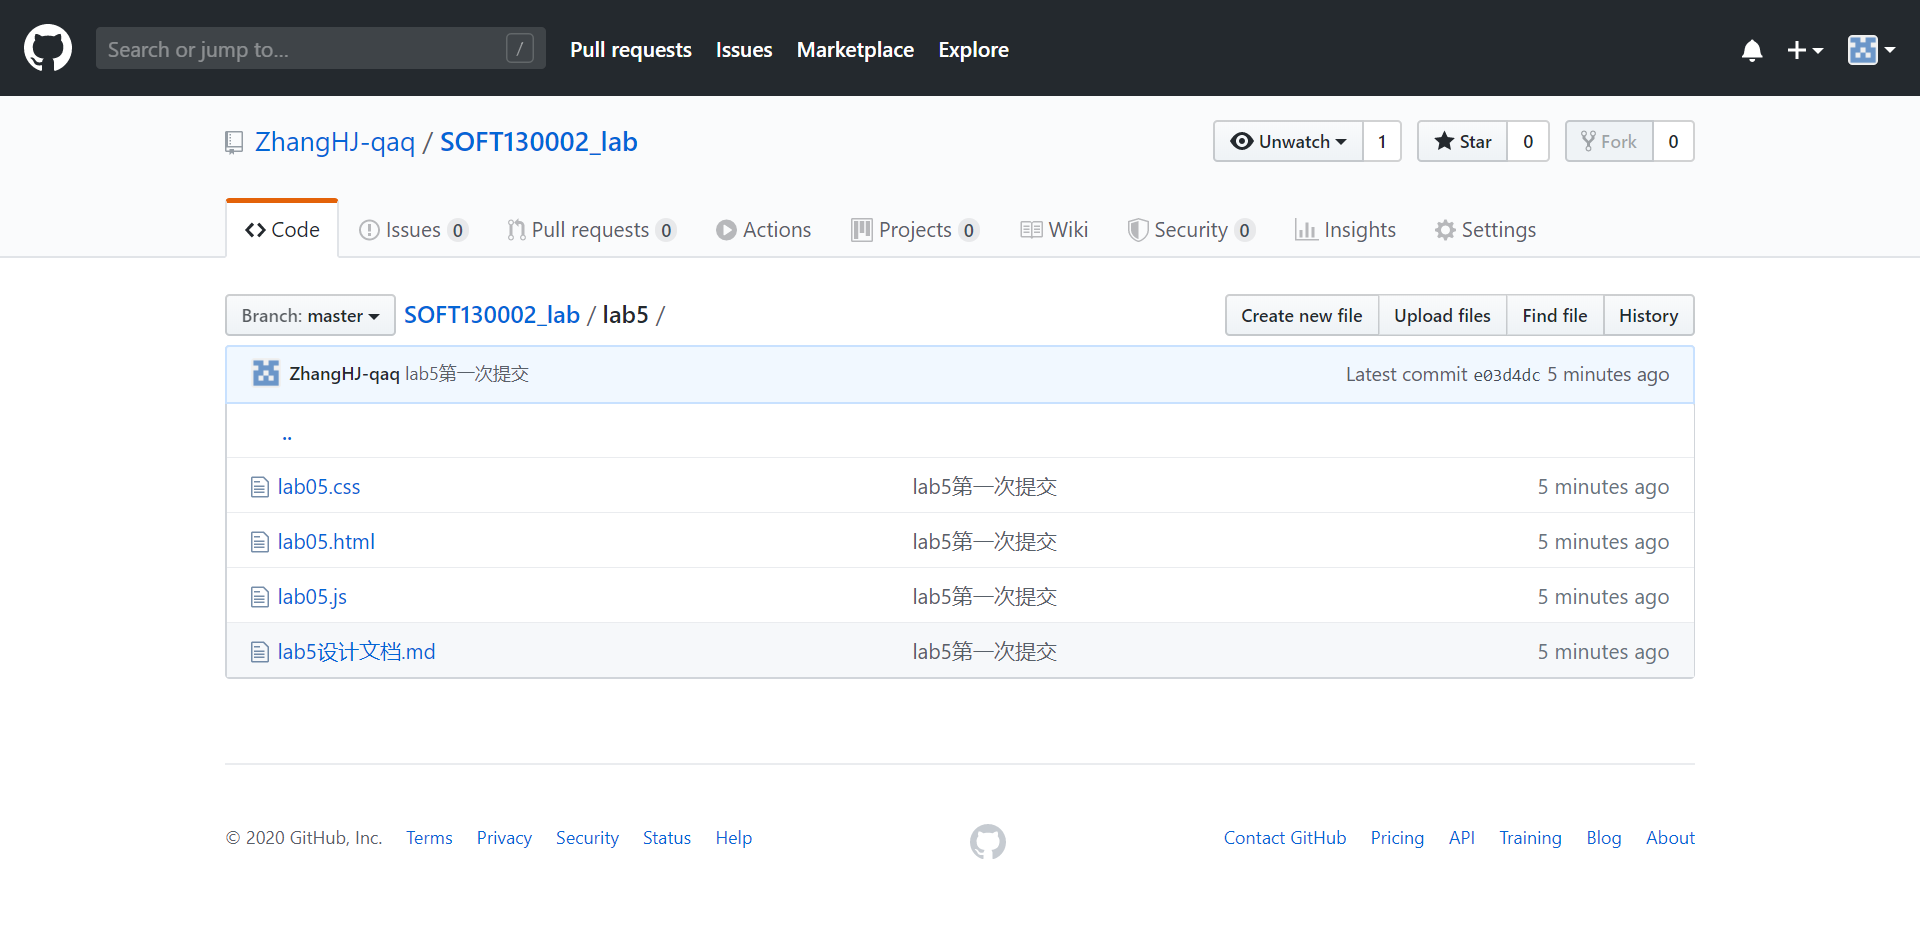 Search or jump to... / Pull requests Issues Marketplace Explore
ZhangHJ-qaq / SOFT130002_lab Unwatch 1 Star 0 Fork 0
Code Issues 0 Pull requests 0 Actions Projects 0 Wiki Security 0 Insights Settings
Branch: master SOFT130002_lab / lab5 / Create new file Upload files Find file History
ZhangHJ-qaq lab5第一次提交 Latest commit e03d4dc 5 minutes ago
..
lab05.css lab5第一次提交 5 minutes ago
lab05.html lab5第一次提交 5 minutes ago
lab05.js lab5第一次提交 5 minutes ago
lab5设计文档.md lab5第一次提交 5 minutes ago
© 2020 GitHub, Inc. Terms Privacy Security Status Help Contact GitHub Pricing API Training Blog About